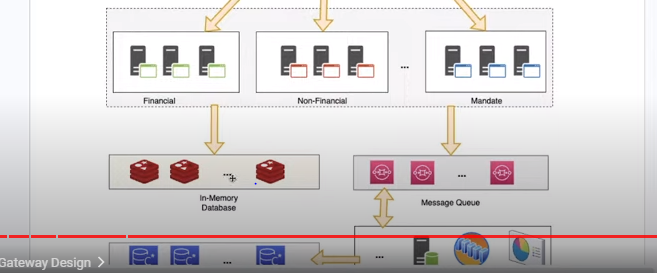 Financial
Non-Financial
...
Mandate
...
In-Memory
Database
...
Message Queue
...
...
Gateway Design >